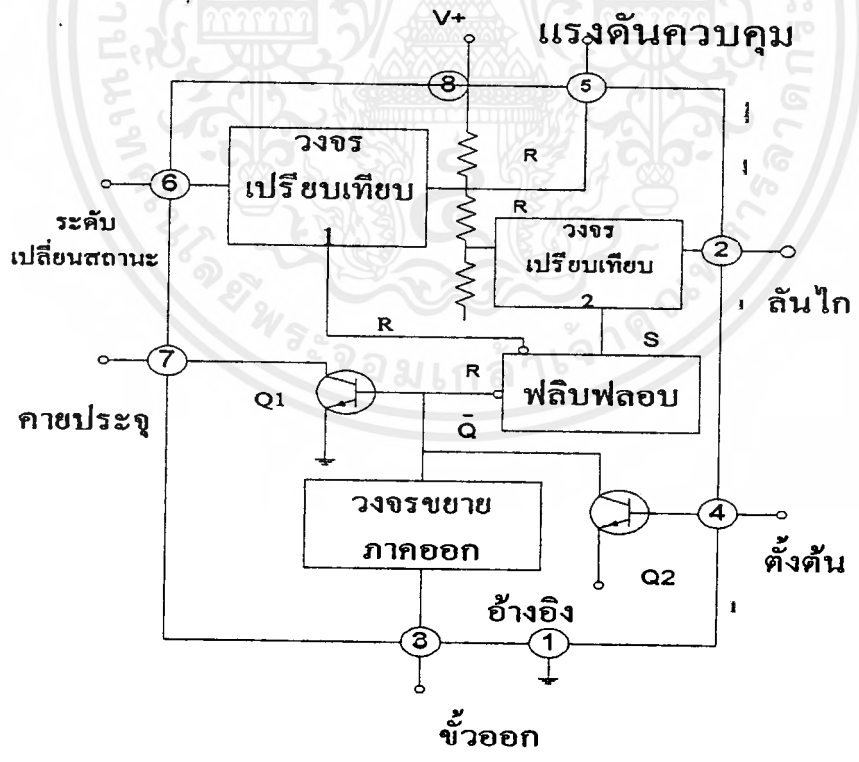 V+
แรงดันควบคุม
8
5
วงจร
เปรียบเทียบ
1
R
6
R
วงจร
เปรียบเทียบ
2
2
ระดับ
เปลี่ยนสถานะ
ลันไก
R
S
7
R
ฟลิบฟลอบ
Q1
Q̄
คายประจุ
วงจรขยาย
ภาคออก
4
ตั้งต้น
Q2
อ้างอิง
3
1
ขั้วออก